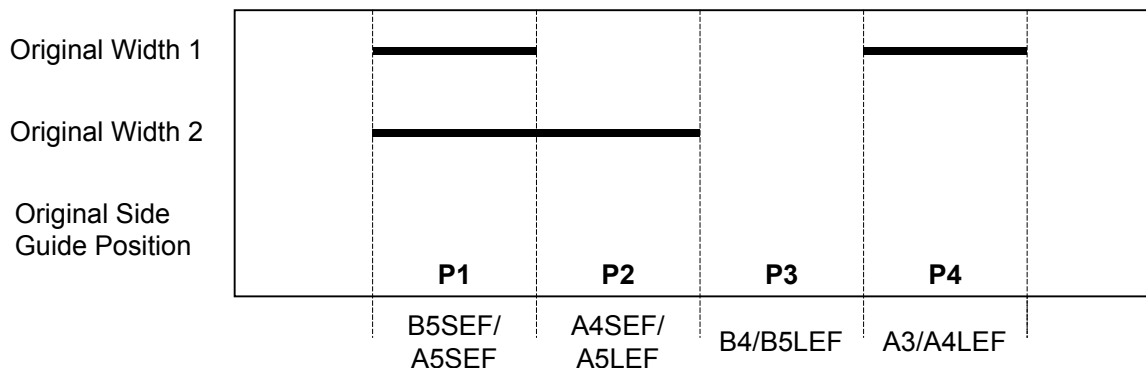 Original Width 1
Original Width 2
Original Side
Guide Position
P1 P2 P3 P4
B5SEF/ A4SEF/ B4/B5LEF A3/A4LEF
A5SEF A5LEF